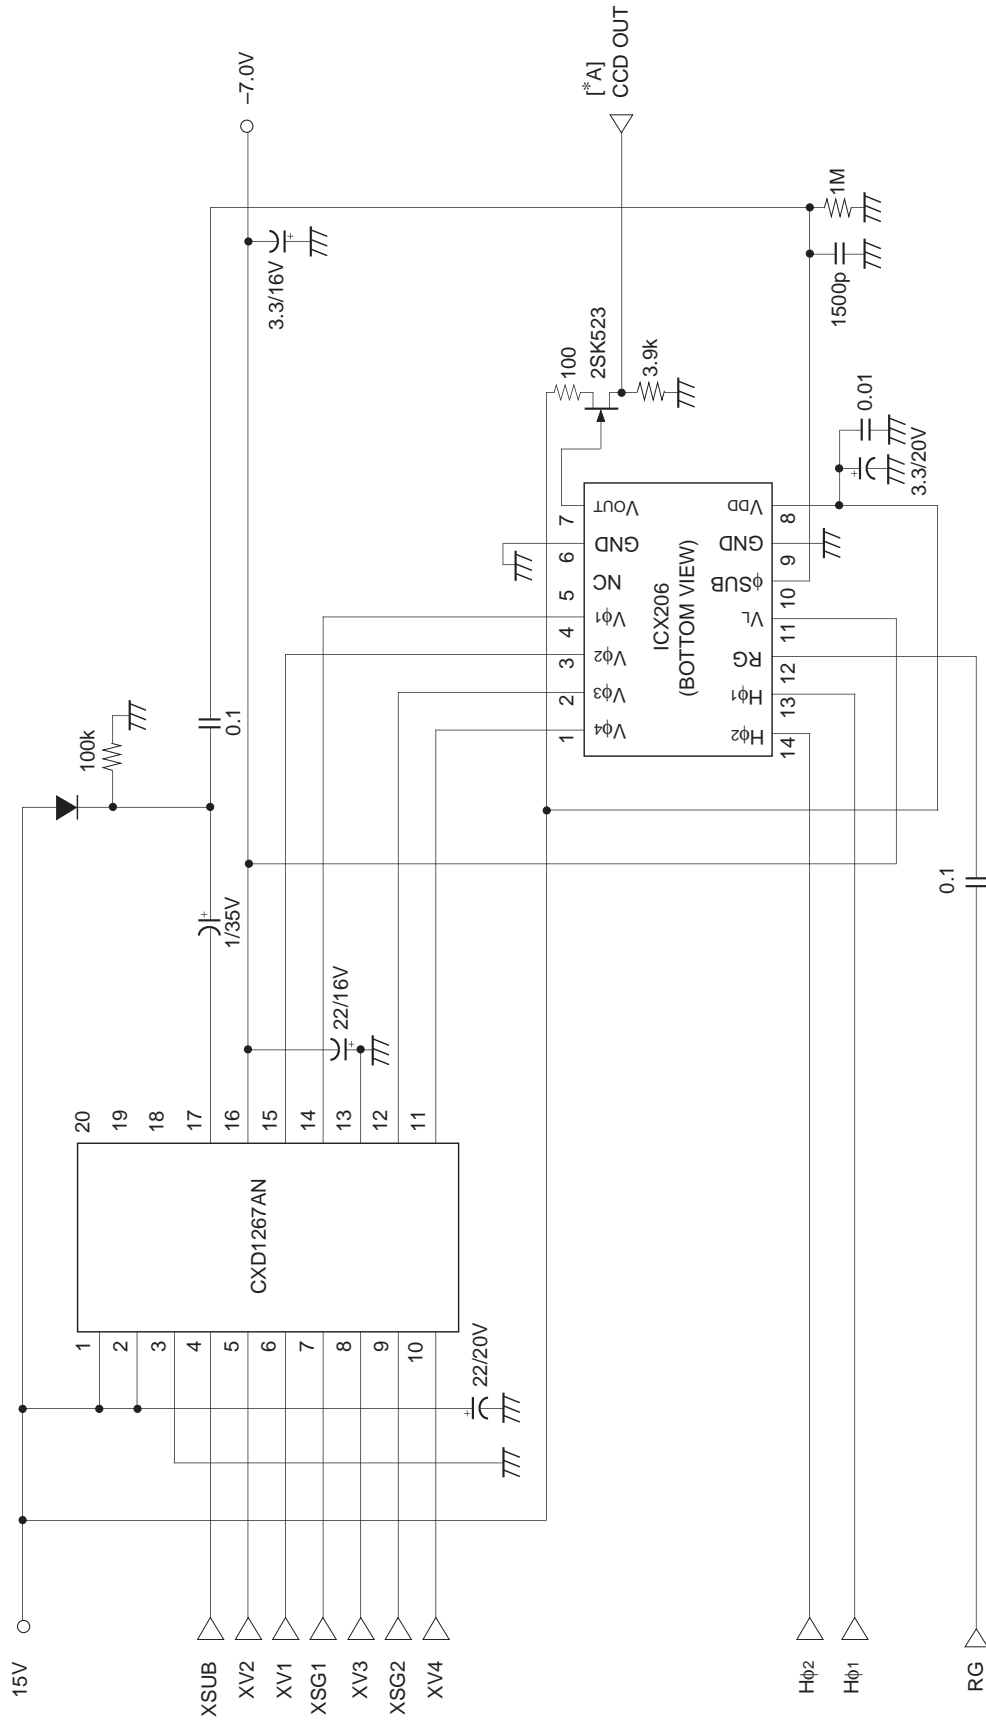 15V
XSUB
XV2
XV1
XSG1
XV3
XSG2
XV4
Hϕ2
Hϕ1
RG
22/20V
1
2
3
4
5
6
7
8
9
10
CXD1267AN
20
19
18
17
16
15
14
13
12
11
22/16V
+
+
1/35V
+
100k
0.1
0.1
–7.0V
3.3/16V
+
1
2
3
4
5
6
7
Vϕ4
Vϕ3
Vϕ2
Vϕ1
NC
GND
VOUT
ICX206
(BOTTOM VIEW)
Hϕ2
Hϕ1
RG
VL
ϕSUB
GND
VDD
14
13
12
11
10
9
8
100
2SK523
3.9k
[*A]
CCD OUT
+
3.3/20V
0.01
1500p
1M